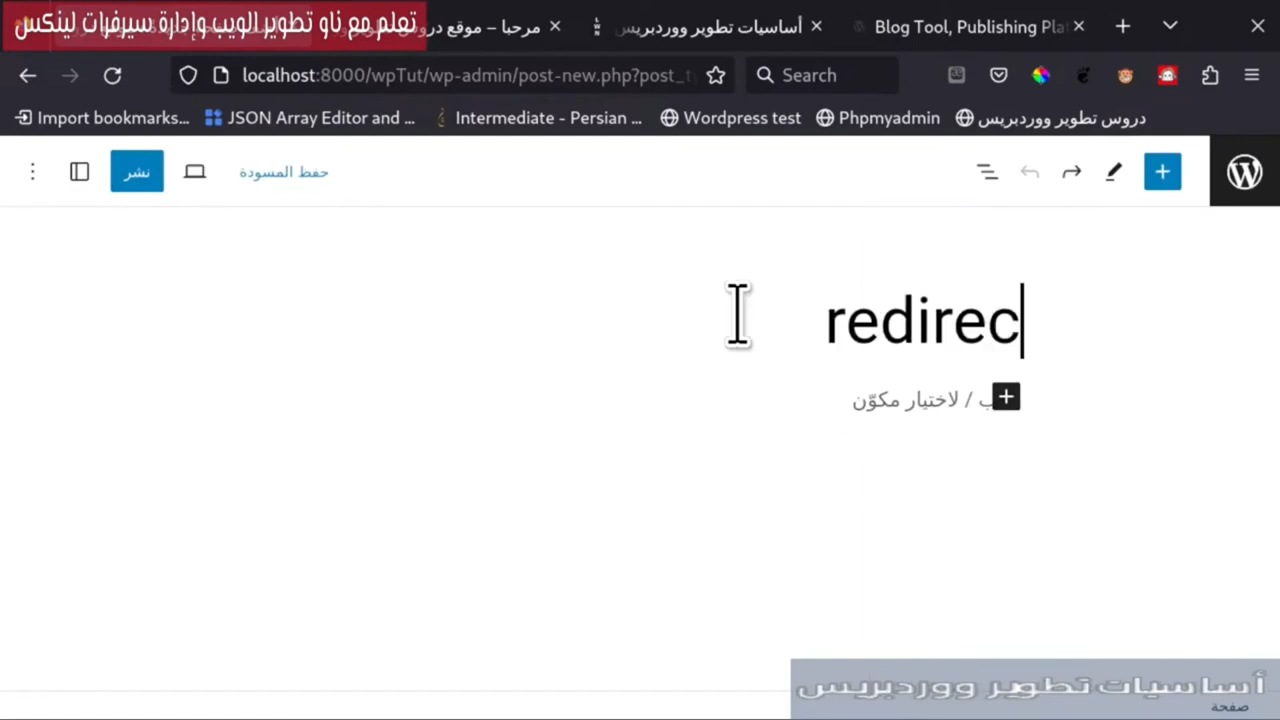 تعلم مع ناو تطوير الويب وإدارة سيرفرات لينكس
مرحبا – موقع دروس
أساسيات تطوير ووردبريس
Blog Tool, Publishing Pla
localhost:8000/wpTut/wp-admin/post-new.php?post_t
Search
Import bookmarks...
JSON Array Editor and ...
Intermediate - Persian ...
Wordpress test
Phpmyadmin
دروس تطوير ووردبريس
نشر
حفظ المسودة
redirec
ب / لاختيار مكوّن
أساسيات تطوير ووردبريس
صفحة